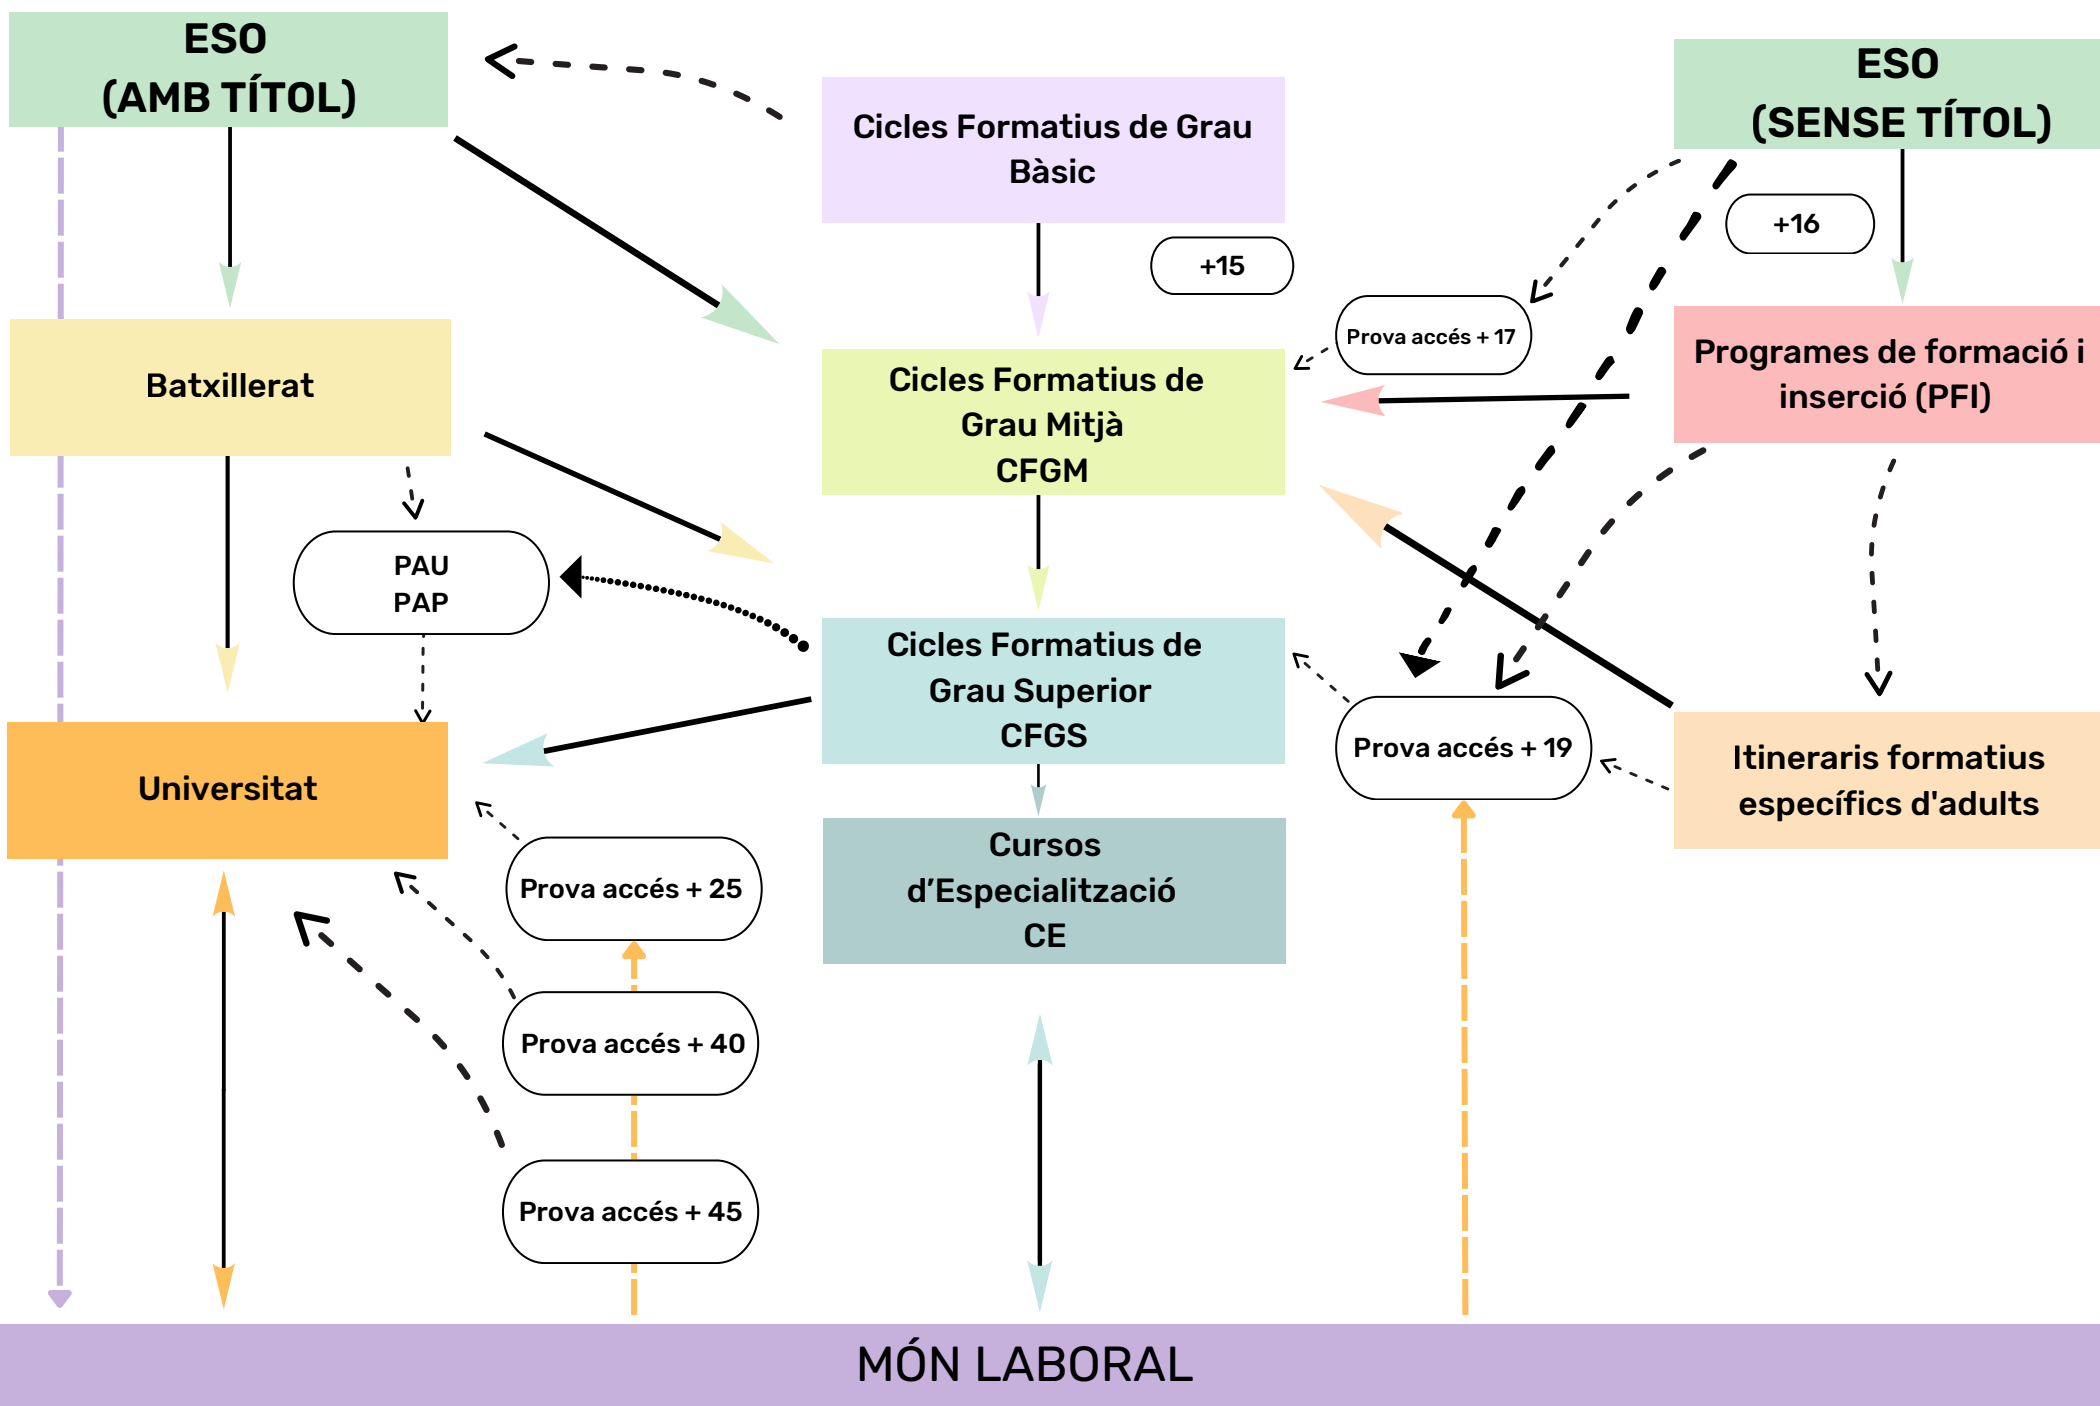 ESO
(AMB TÍTOL)
Cicles Formatius de Grau
Bàsic
ESO
(SENSE TÍTOL)
+16
+15
Prova accés + 17
Batxillerat
Cicles Formatius de
Grau Mitjà
CFGM
Programes de formació i
inserció (PFI)
PAU
PAP
Cicles Formatius de
Grau Superior
CFGS
Prova accés + 19
Itineraris formatius
específics d'adults
Universitat
Cursos
d’Especialització
CE
Prova accés + 25
Prova accés + 40
Prova accés + 45
MÓN LABORAL